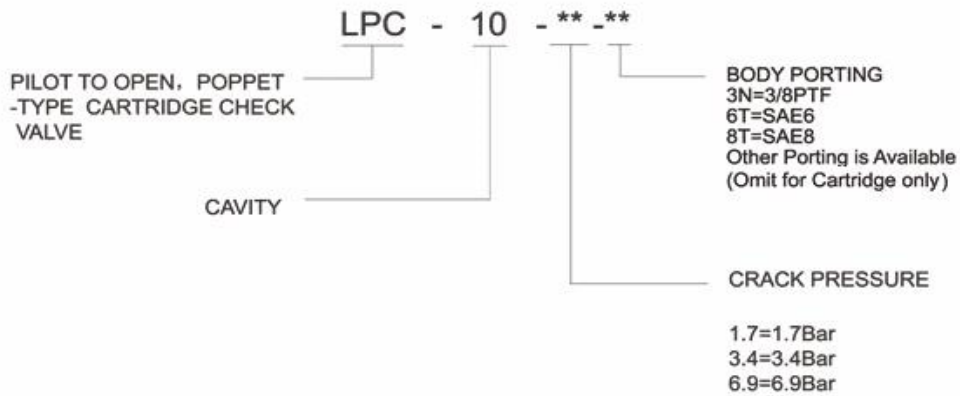 LPC - 10 - ** -**
PILOT TO OPEN, POPPET
-TYPE CARTRIDGE CHECK
VALVE
CAVITY
BODY PORTING
3N=3/8PTF
6T=SAE6
8T=SAE8
Other Porting is Available
(Omit for Cartridge only)
CRACK PRESSURE
1.7=1.7Bar
3.4=3.4Bar
6.9=6.9Bar